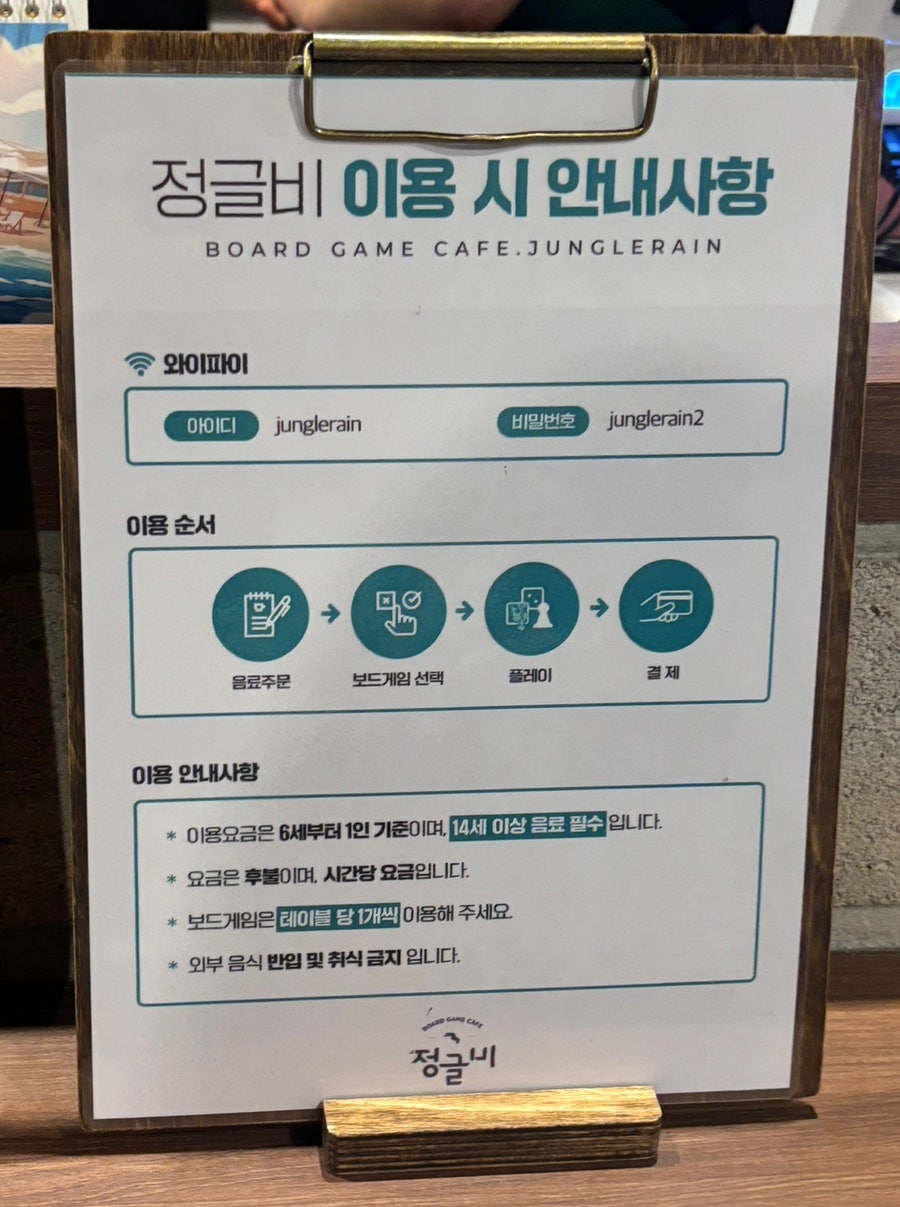 정글비 이용 시 안내사항
BOARD GAME CAFE.JUNGLERAIN
와이파이
아이디 junglerain 비밀번호 junglerain2
이용 순서
음료주문 보드게임 선택 플레이 결 제
이용 안내사항
* 이용요금은 6세부터 1인 기준이며, 14세 이상 음료 필수 입니다.
* 요금은 후불이며, 시간당 요금입니다.
* 보드게임은 테이블 당 1개씩 이용해 주세요.
* 외부 음식 반입 및 취식 금지 입니다.
BOARD GAME CAFE
정글비